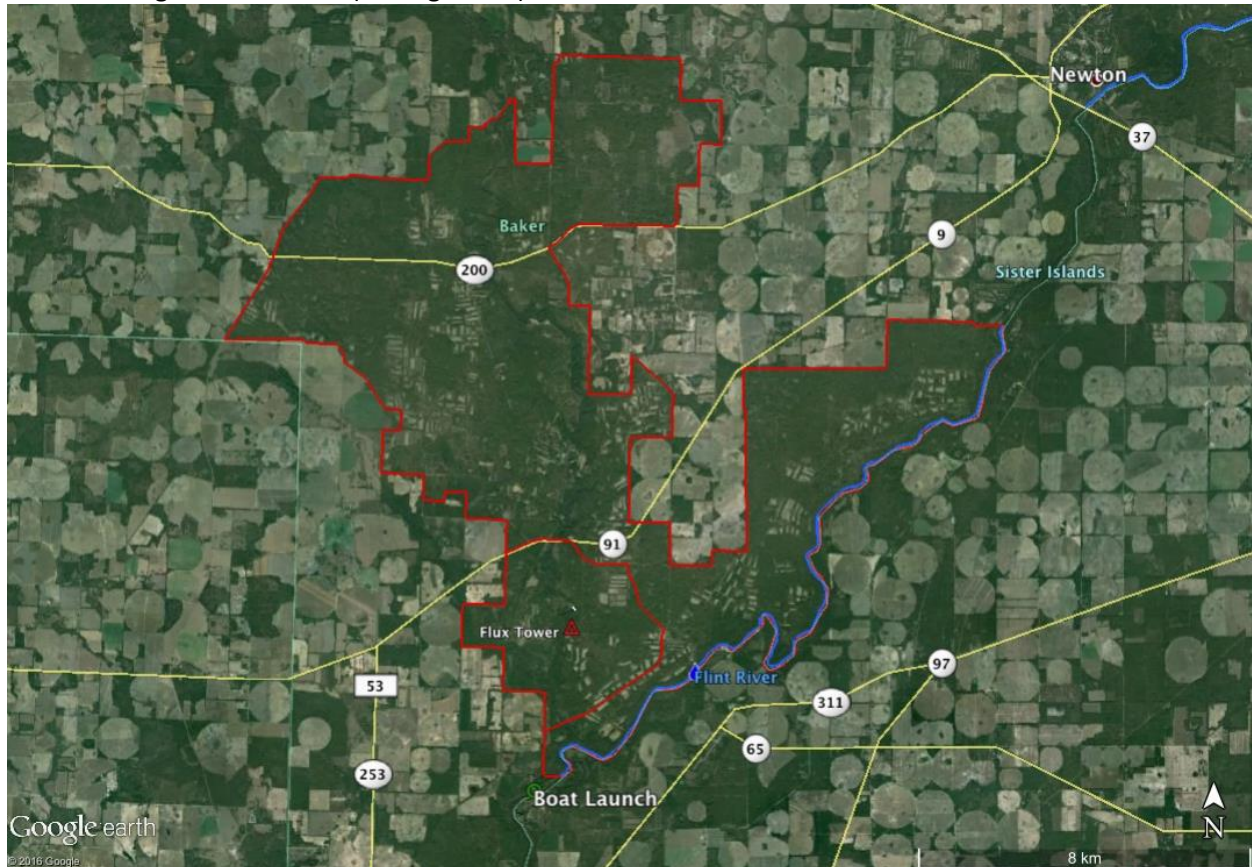 Newton
37
Baker
9
200
Sister Islands
91
Flux Tower
Flint River
97
53
311
65
253
Boat Launch
N
Google earth
© 2016 Google
8 km